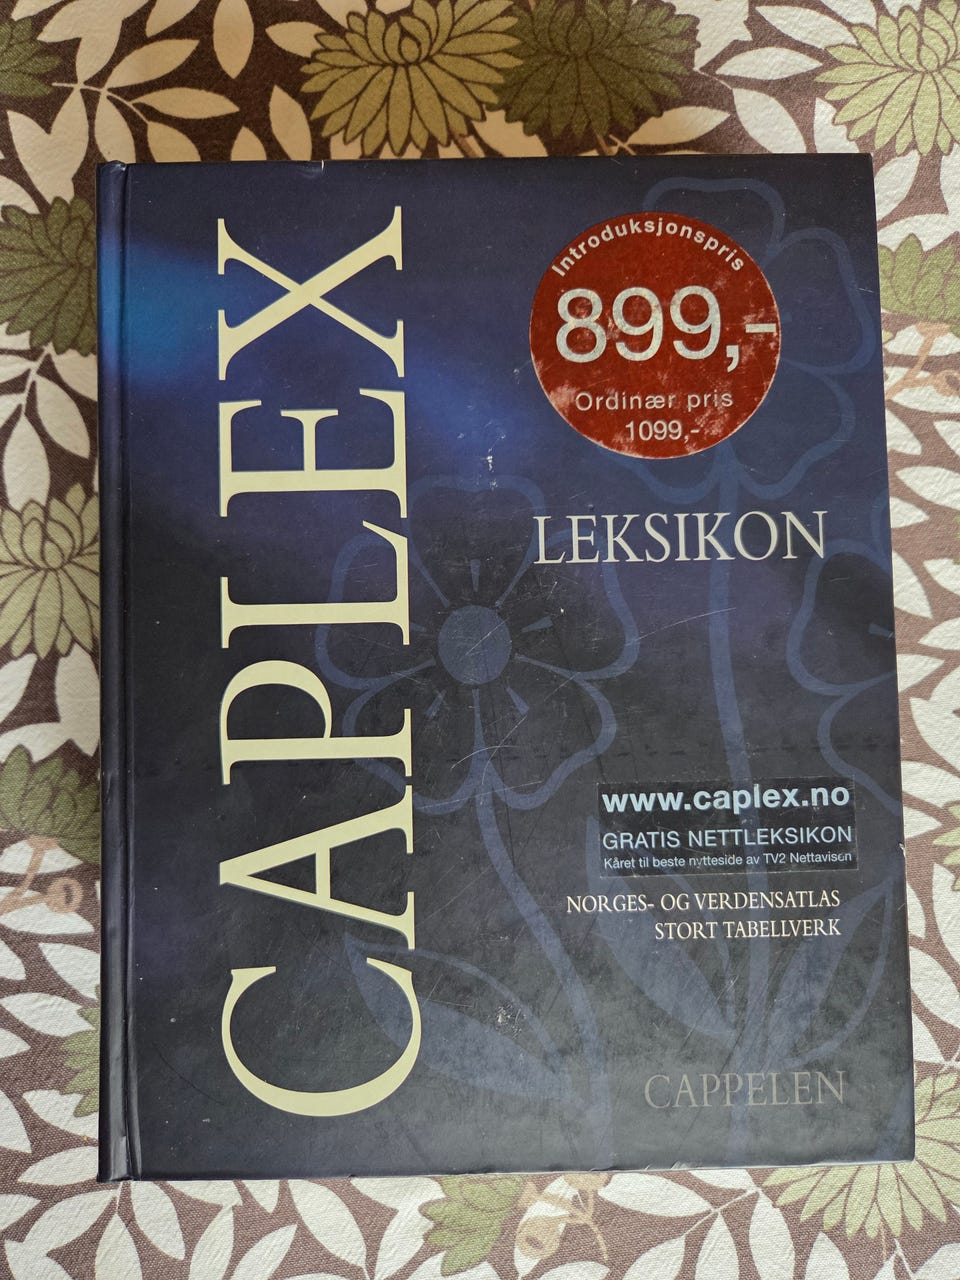 CAPLEX
Introduksjonspris
899,-
Ordinær pris
1099,-
LEKSIKON
www.caplex.no
GRATIS NETTLEKSIKON
Kåret til beste nytteside av TV2 Nettavisen
NORGES- OG VERDENSATLAS
STORT TABELLVERK
CAPPELEN